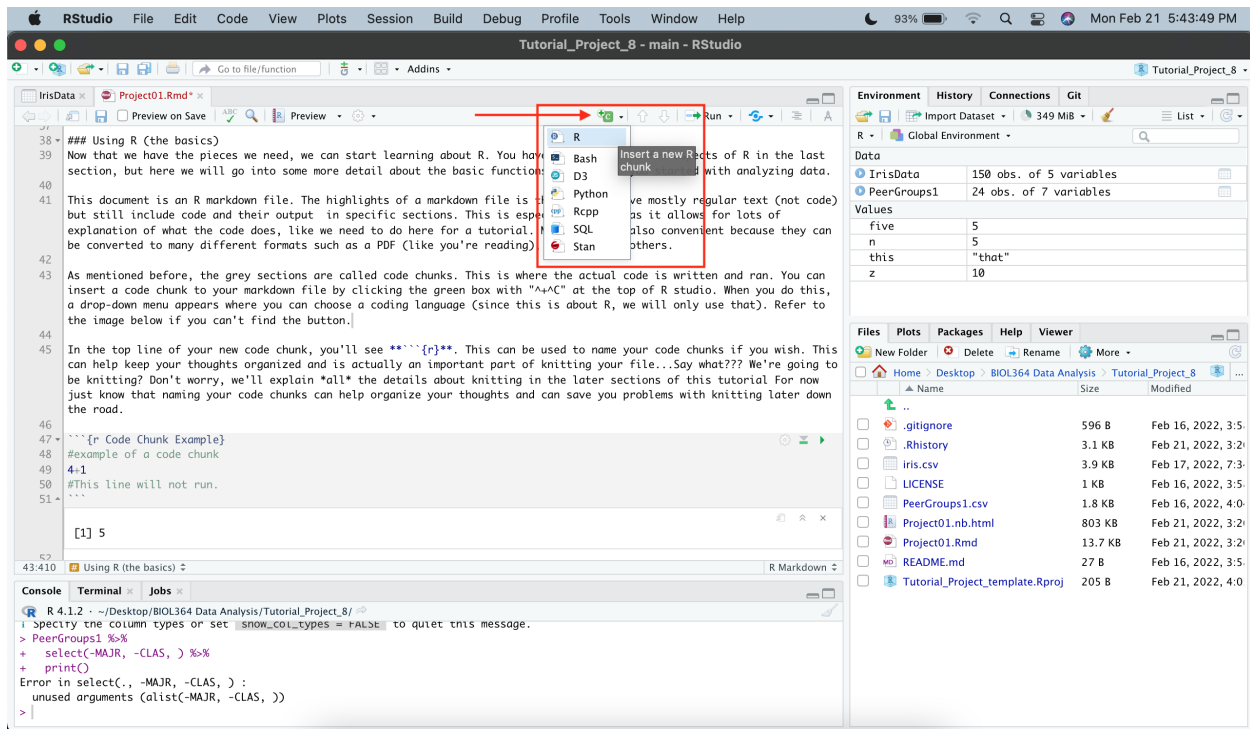 RStudio File Edit Code View Plots Session Build Debug Profile Tools Window Help 93% Mon Feb 21 5:43:49 PM
Tutorial_Project_8 - main - RStudio
Go to file/function Addins Tutorial_Project_8
IrisData Project01.Rmd*
Preview on Save ABC Preview Run
38 ### Using R (the basics)
39 Now that we have the pieces we need, we can start learning about R. You have ects of R in the last
section, but here we will go into some more detail about the basic function with analyzing data.
40
41 This document is an R markdown file. The highlights of a markdown file is t ve mostly regular text (not code)
but still include code and their output in specific sections. This is espe as it allows for lots of
explanation of what the code does, like we need to do here for a tutorial. also convenient because they can
be converted to many different formats such as a PDF (like you're reading) others.
42
43 As mentioned before, the grey sections are called code chunks. This is where the actual code is written and ran. You can
insert a code chunk to your markdown file by clicking the green box with "^+^C" at the top of R studio. When you do this,
a drop-down menu appears where you can choose a coding language (since this is about R, we will only use that). Refer to
the image below if you can't find the button.
44
45 In the top line of your new code chunk, you'll see **```{r}**. This can be used to name your code chunks if you wish. This
can help keep your thoughts organized and is actually an important part of knitting your file...Say what??? We're going to
be knitting? Don't worry, we'll explain *all* the details about knitting in the later sections of this tutorial For now
just know that naming your code chunks can help organize your thoughts and can save you problems with knitting later down
the road.
46
47 ```{r Code Chunk Example}
48 #example of a code chunk
49 4+1
50 #This line will not run.
51 ```
[1] 5
52
43:410 Using R (the basics) R Markdown
R
Insert a new R
chunk
Bash
D3
Python
Rcpp
SQL
Stan
Console Terminal Jobs
R 4.1.2 · ~/Desktop/BIOL364 Data Analysis/Tutorial_Project_8/
Specify the column types or set `show_col_types = FALSE` to quiet this message.
> PeerGroups1 %>%
+ select(-MAJR, -CLAS, ) %>%
+ print()
Error in select(., -MAJR, -CLAS, ) :
unused arguments (alist(-MAJR, -CLAS, ))
>
Environment History Connections Git
Import Dataset 349 MiB List
R Global Environment
Data
IrisData 150 obs. of 5 variables
PeerGroups1 24 obs. of 7 variables
Values
five 5
n 5
this "that"
z 10
Files Plots Packages Help Viewer
New Folder Delete Rename More
Home Desktop BIOL364 Data Analysis Tutorial_Project_8 ...
Name Size Modified
..
.gitignore 596 B Feb 16, 2022, 3:5
.Rhistory 3.1 KB Feb 21, 2022, 3:2
iris.csv 3.9 KB Feb 17, 2022, 7:3
LICENSE 1 KB Feb 16, 2022, 3:5
PeerGroups1.csv 1.8 KB Feb 16, 2022, 4:0
Project01.nb.html 803 KB Feb 21, 2022, 3:2
Project01.Rmd 13.7 KB Feb 21, 2022, 3:2
README.md 27 B Feb 16, 2022, 3:5
Tutorial_Project_template.Rproj 205 B Feb 21, 2022, 4:0